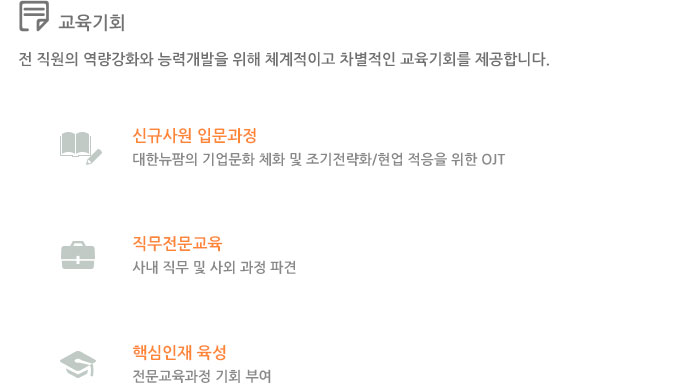 교육기회
전 직원의 역량강화와 능력개발을 위해 체계적이고 차별적인 교육기회를 제공합니다.
신규사원 입문과정
대한뉴팜의 기업문화 체화 및 조기전략화/현업 적응을 위한 OJT
직무전문교육
사내 직무 및 사외 과정 파견
핵심인재 육성
전문교육과정 기회 부여